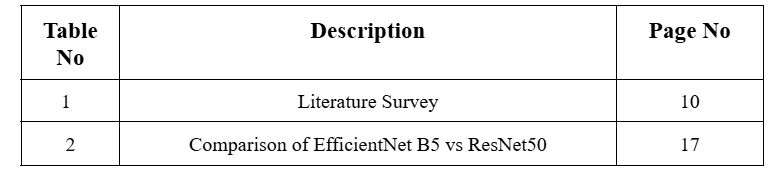 Table No Description Page No
1 Literature Survey 10
2 Comparison of EfficientNet B5 vs ResNet50 17